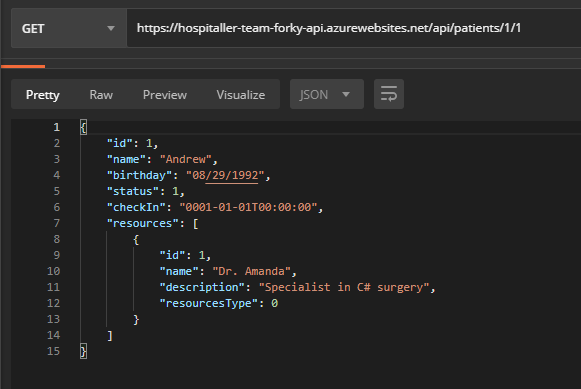 GET https://hospitaller-team-forky-api.azurewebsites.net/api/patients/1/1
Pretty Raw Preview Visualize JSON
1 {
2 "id": 1,
3 "name": "Andrew",
4 "birthday": "08/29/1992",
5 "status": 1,
6 "checkIn": "0001-01-01T00:00:00",
7 "resources": [
8 {
9 "id": 1,
10 "name": "Dr. Amanda",
11 "description": "Specialist in C# surgery",
12 "resourcesType": 0
13 }
14 ]
15 }